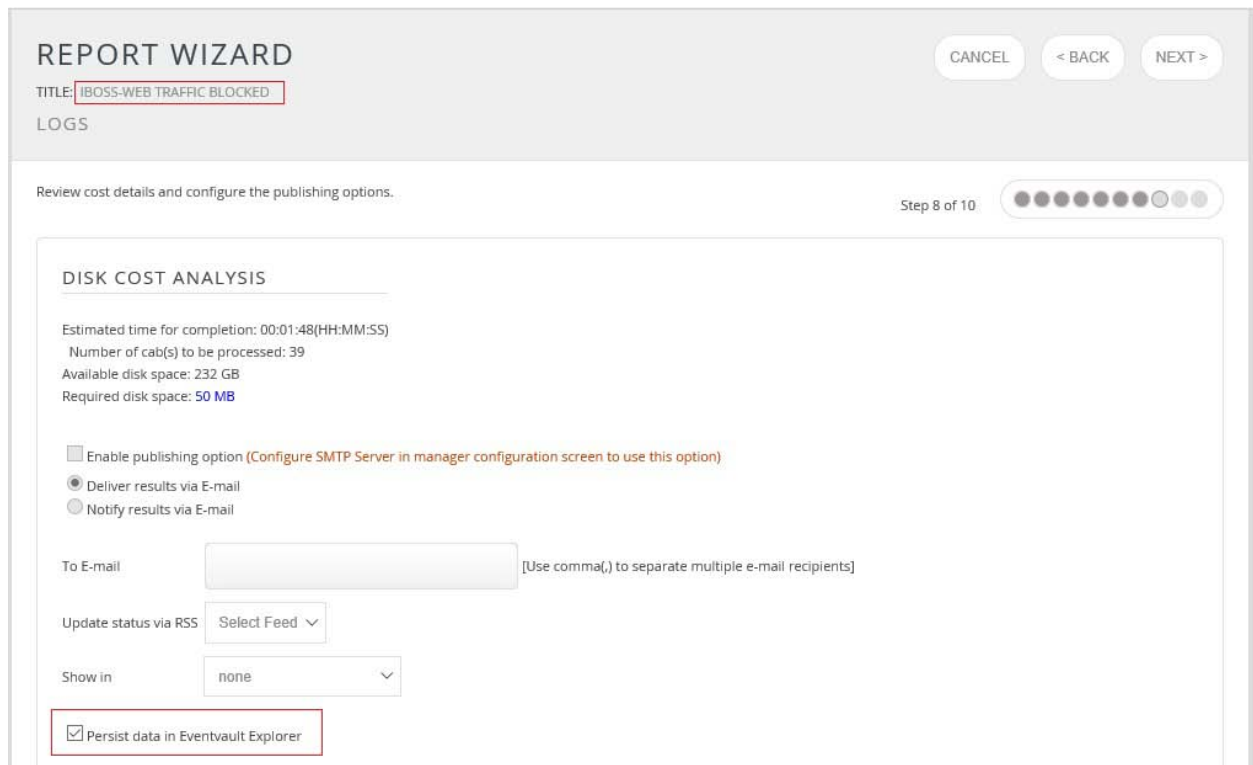 REPORT WIZARD
CANCEL
< BACK
NEXT >
TITLE: IBOSS-WEB TRAFFIC BLOCKED
LOGS
Review cost details and configure the publishing options.
Step 8 of 10
DISK COST ANALYSIS
Estimated time for completion: 00:01:48(HH:MM:SS)
Number of cab(s) to be processed: 39
Available disk space: 232 GB
Required disk space: 50 MB
Enable publishing option (Configure SMTP Server in manager configuration screen to use this option)
Deliver results via E-mail
Notify results via E-mail
To E-mail
[Use comma(,) to separate multiple e-mail recipients]
Update status via RSS Select Feed
Show in none
Persist data in Eventvault Explorer